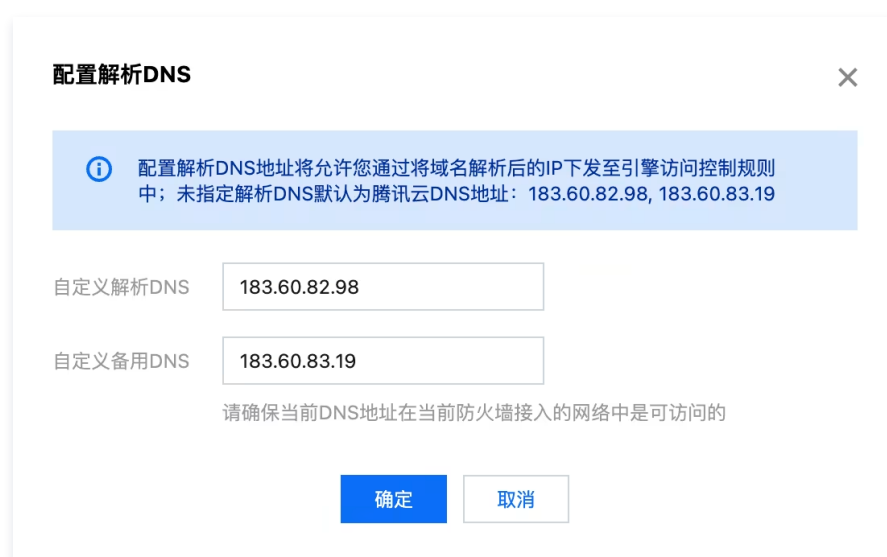 配置解析DNS
配置解析DNS地址将允许您通过将域名解析后的IP下发至引擎访问控制规则
中；未指定解析DNS默认为腾讯云DNS地址：183.60.82.98, 183.60.83.19
自定义解析DNS 183.60.82.98
自定义备用DNS 183.60.83.19
请确保当前DNS地址在当前防火墙接入的网络中是可访问的
确定 取消